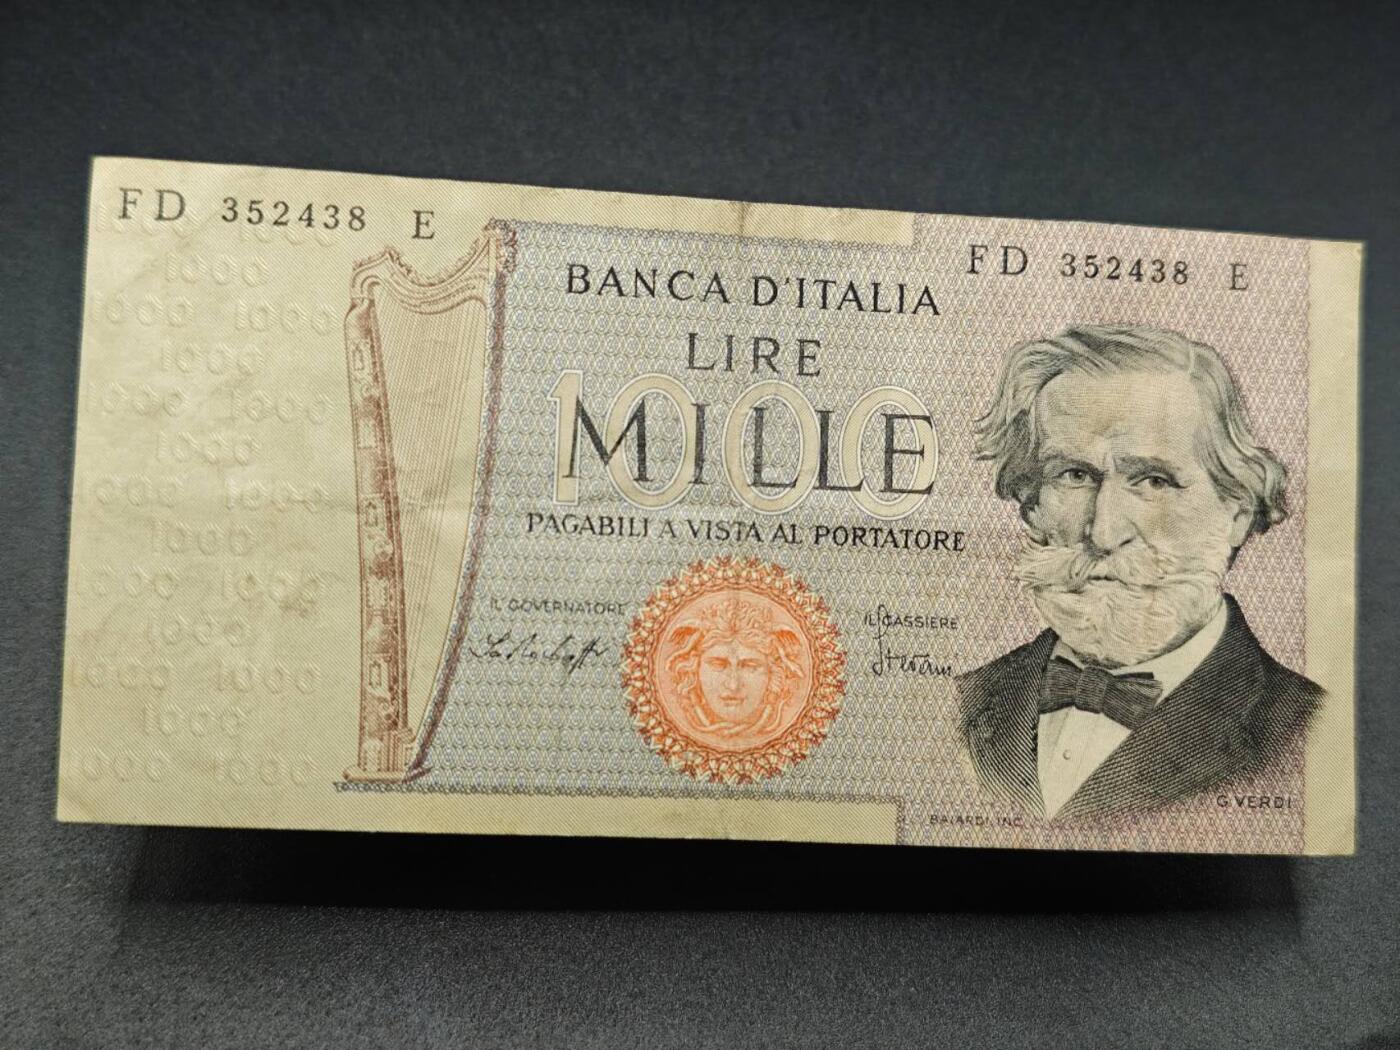 FD 352438 E
FD 352438 E
BANCA D'ITALIA
LIRE
1000
MILLE
PAGABILI A VISTA AL PORTATORE
IL GOVERNATORE
IL CASSIERE
G. VERDI
BAIARDI. INC.